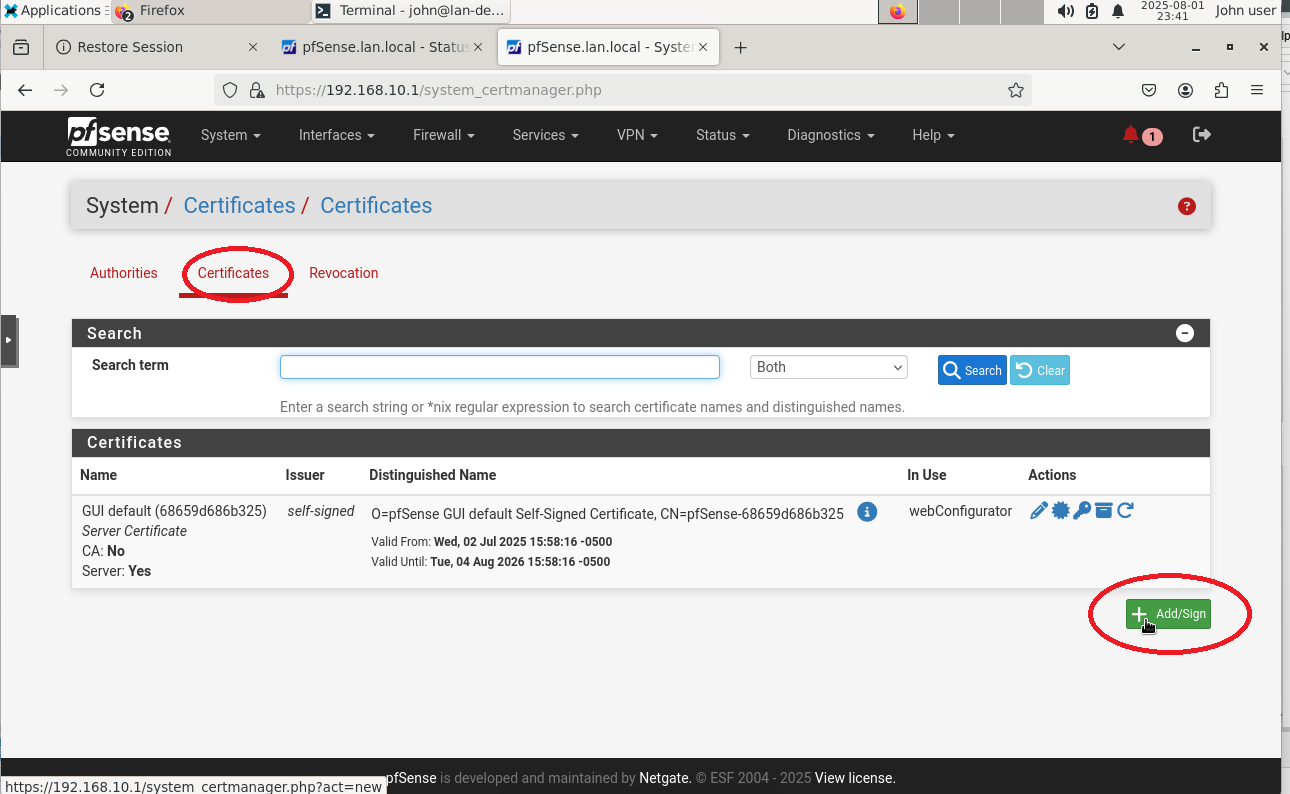 Applications Firefox Terminal - john@lan-de... 2025-08-01 John user
2
23:41
Restore Session pfSense.lan.local - Status pfSense.lan.local - Syste
https://192.168.10.1/system_certmanager.php
pfsense System Interfaces Firewall Services VPN Status Diagnostics Help 1
COMMUNITY EDITION
System / Certificates / Certificates ?
Authorities Certificates Revocation
Search
Search term Both Search Clear
Enter a search string or *nix regular expression to search certificate names and distinguished names.
Certificates
Name Issuer Distinguished Name In Use Actions
GUI default (68659d686b325) self-signed O=pfSense GUI default Self-Signed Certificate, CN=pfSense-68659d686b325 webConfigurator
Server Certificate
Valid From: Wed, 02 Jul 2025 15:58:16 -0500
CA: No
Valid Until: Tue, 04 Aug 2026 15:58:16 -0500
Server: Yes
Add/Sign
pfSense is developed and maintained by Netgate. © ESF 2004 - 2025 View license.
https://192.168.10.1/system_certmanager.php?act=new